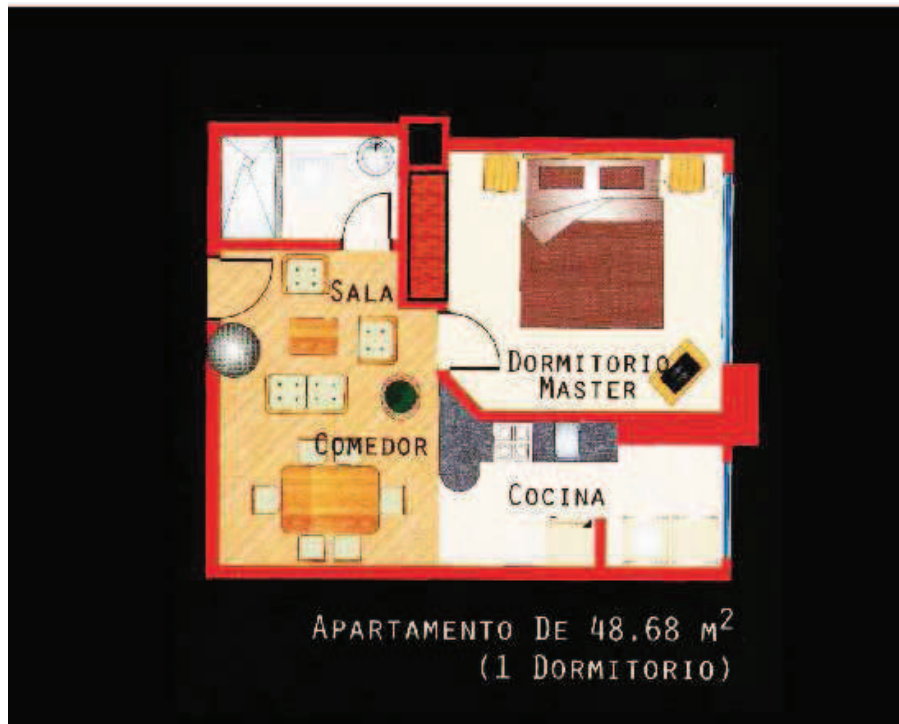 SALA
DORMITORIO
MASTER
COMEDOR
COCINA
APARTAMENTO DE 48.68 M²
(1 DORMITORIO)